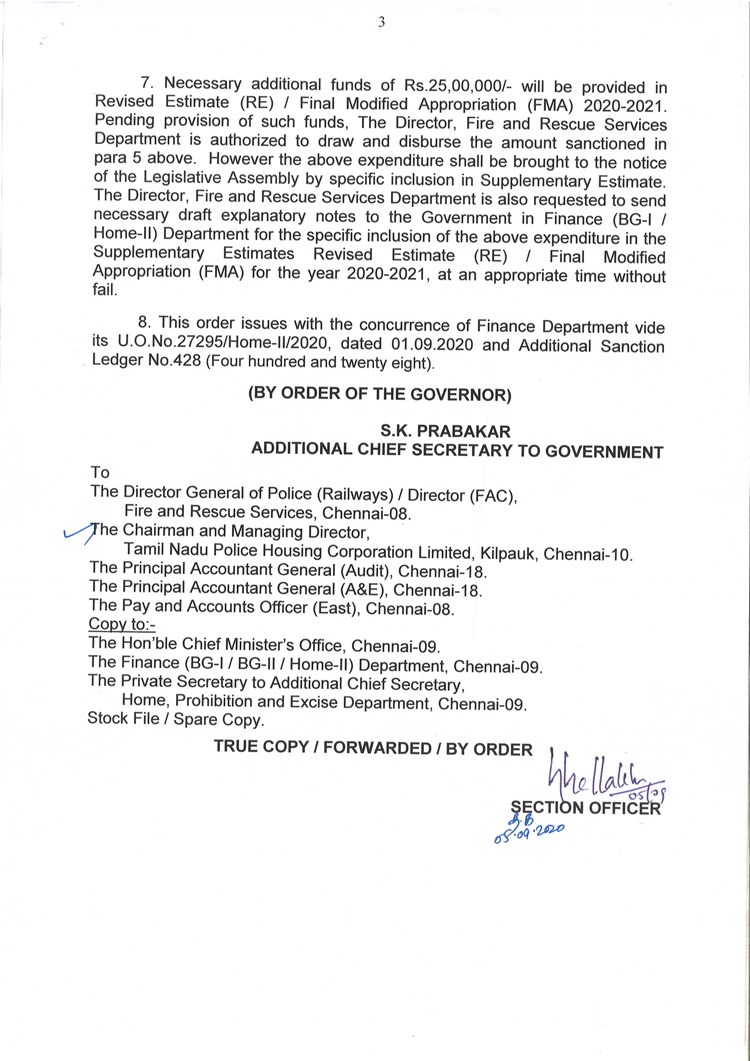 3
7. Necessary additional funds of Rs.25,00,000/- will be provided in
Revised Estimate (RE) / Final Modified Appropriation (FMA) 2020-2021.
Pending provision of such funds, The Director, Fire and Rescue Services
Department is authorized to draw and disburse the amount sanctioned in
para 5 above. However the above expenditure shall be brought to the notice
of the Legislative Assembly by specific inclusion in Supplementary Estimate.
The Director, Fire and Rescue Services Department is also requested to send
necessary draft explanatory notes to the Government in Finance (BG-I /
Home-II) Department for the specific inclusion of the above expenditure in the
Supplementary Estimates Revised Estimate (RE) / Final Modified
Appropriation (FMA) for the year 2020-2021, at an appropriate time without
fail.
8. This order issues with the concurrence of Finance Department vide
its U.O.No.27295/Home-II/2020, dated 01.09.2020 and Additional Sanction
Ledger No.428 (Four hundred and twenty eight).
(BY ORDER OF THE GOVERNOR)
S.K. PRABAKAR
ADDITIONAL CHIEF SECRETARY TO GOVERNMENT
To
The Director General of Police (Railways) / Director (FAC),
Fire and Rescue Services, Chennai-08.
The Chairman and Managing Director,
Tamil Nadu Police Housing Corporation Limited, Kilpauk, Chennai-10.
The Principal Accountant General (Audit), Chennai-18.
The Principal Accountant General (A&E), Chennai-18.
The Pay and Accounts Officer (East), Chennai-08.
Copy to:-
The Hon'ble Chief Minister's Office, Chennai-09.
The Finance (BG-I / BG-II / Home-II) Department, Chennai-09.
The Private Secretary to Additional Chief Secretary,
Home, Prohibition and Excise Department, Chennai-09.
Stock File / Spare Copy.
TRUE COPY / FORWARDED / BY ORDER
05/09
SECTION OFFICER
05.09.2020